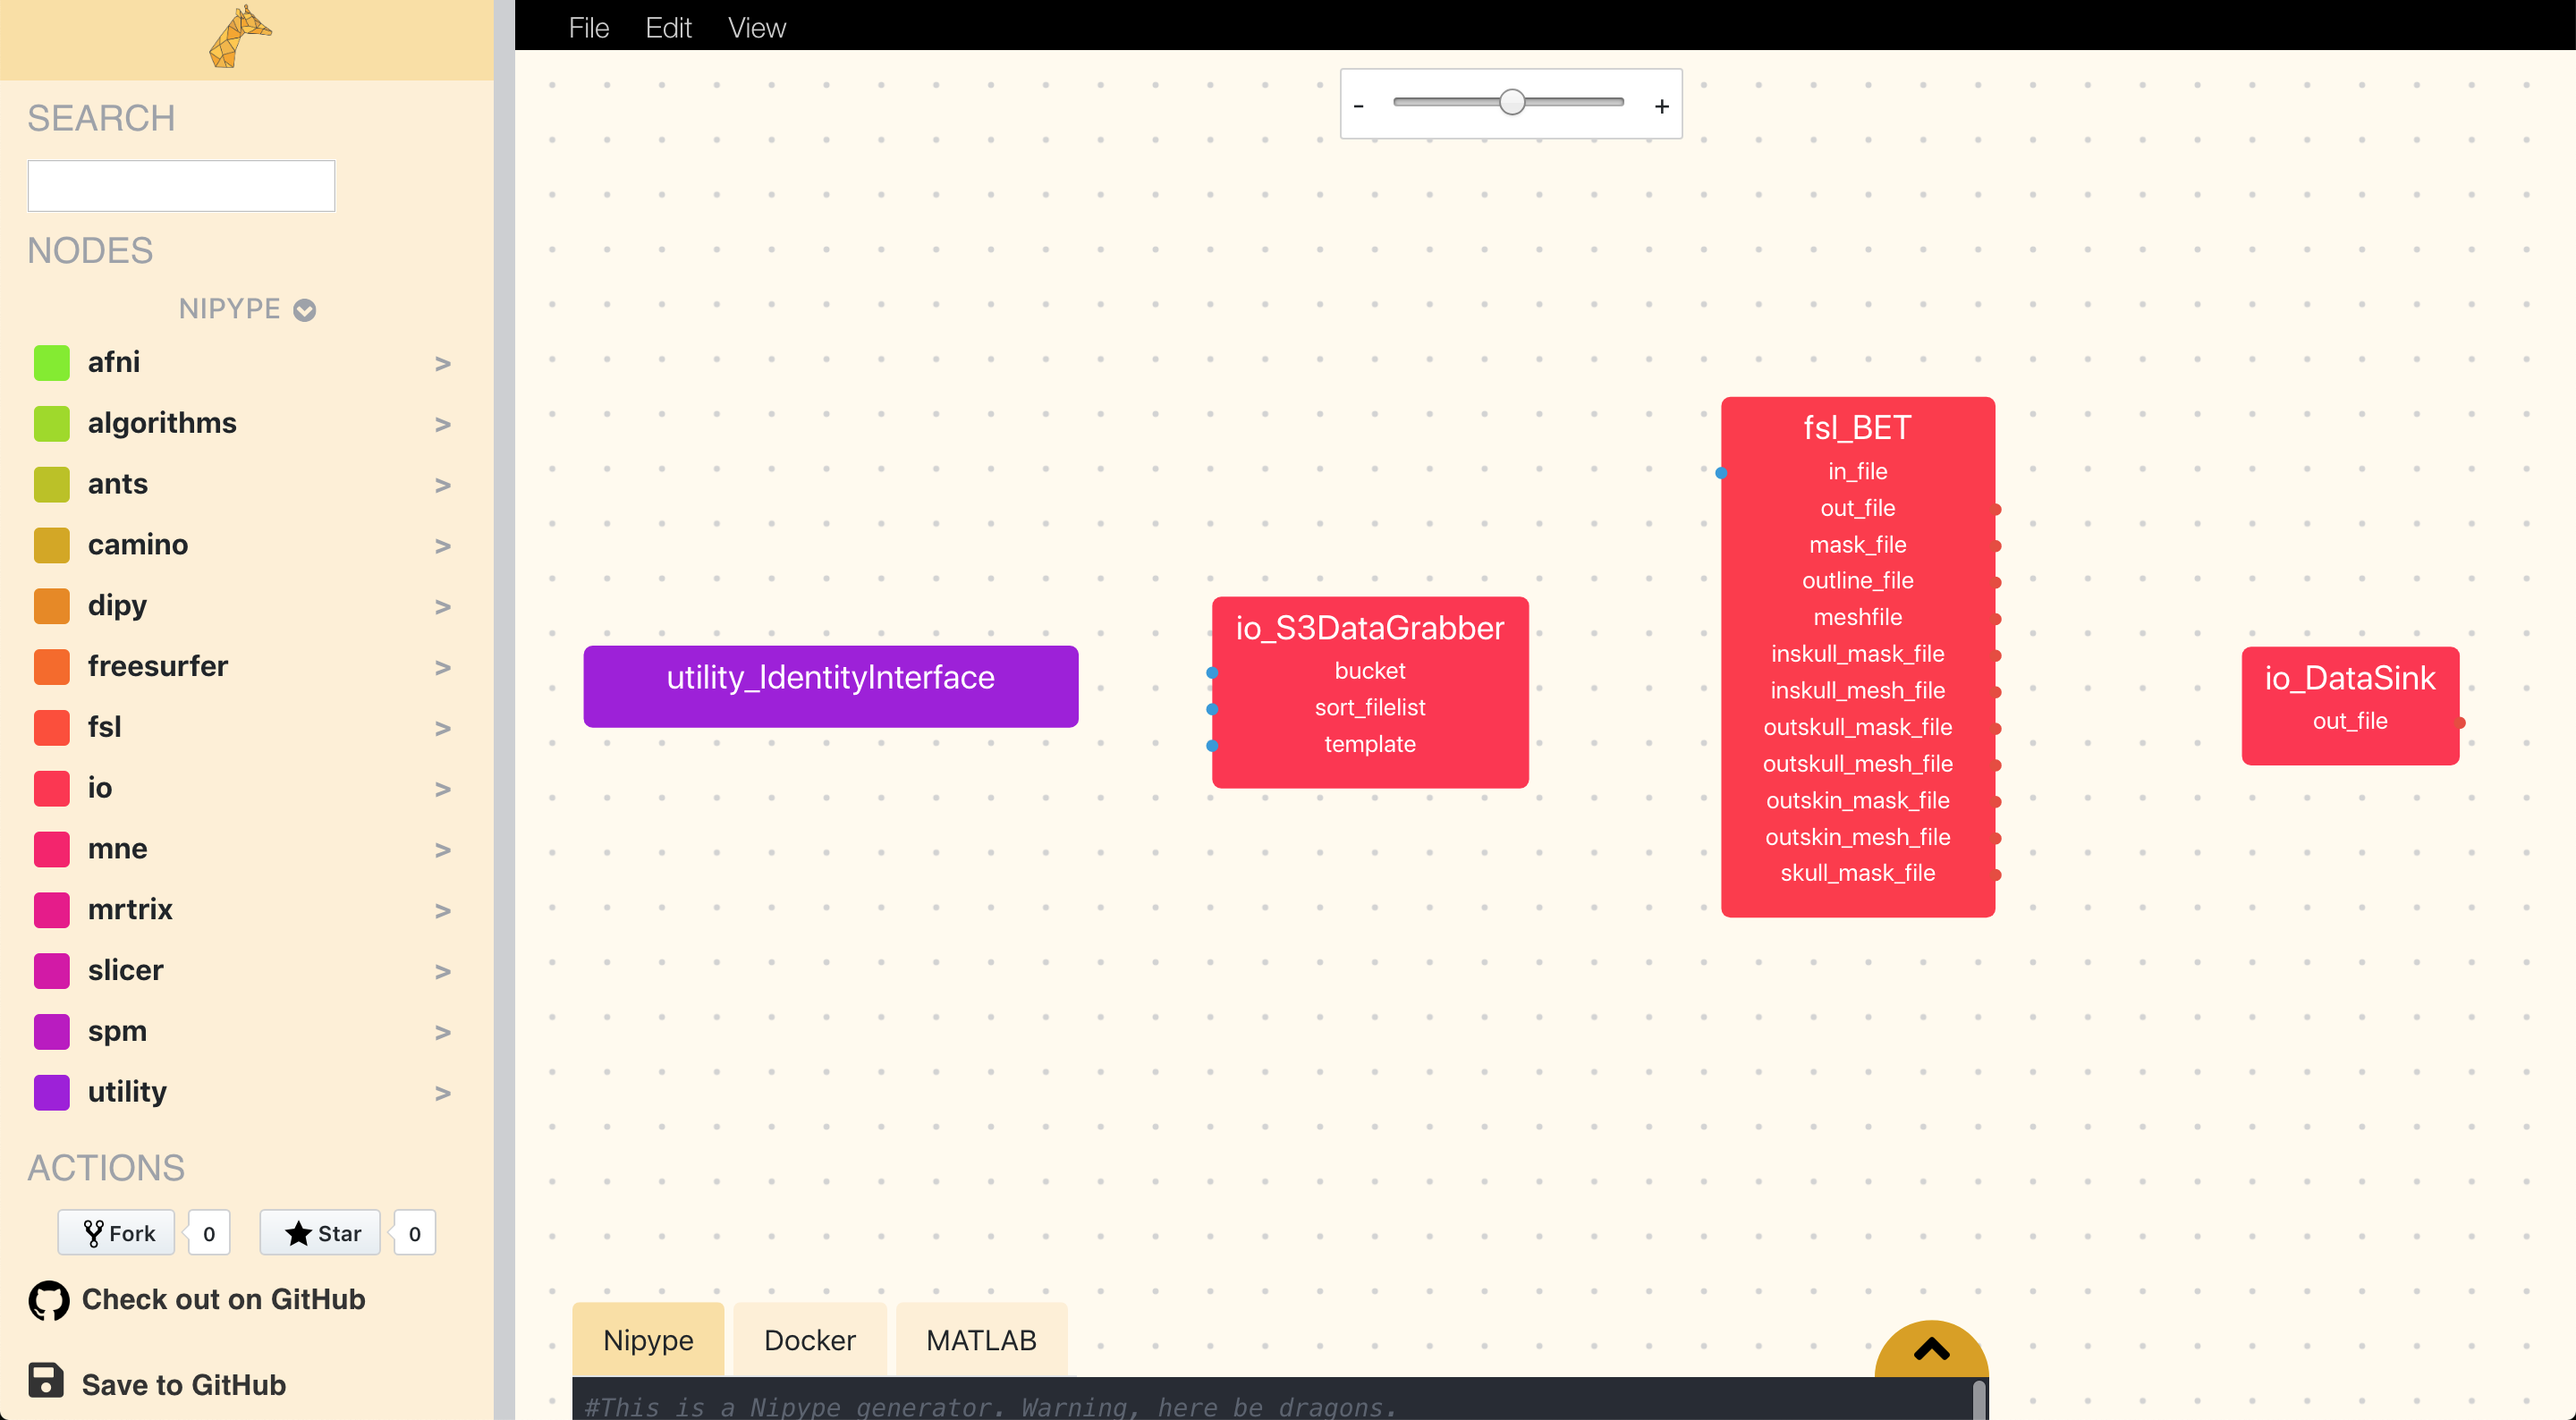 File Edit View
SEARCH
NODES
NIPYPE
afni >
algorithms >
ants >
camino >
dipy >
freesurfer >
fsl >
io >
mne >
mrtrix >
slicer >
spm >
utility >
ACTIONS
Fork 0 Star 0
Check out on GitHub
Save to GitHub
- +
utility_IdentityInterface
io_S3DataGrabber
bucket
sort_filelist
template
fsl_BET
in_file
out_file
mask_file
outline_file
meshfile
inskull_mask_file
inskull_mesh_file
outskull_mask_file
outskull_mesh_file
outskin_mask_file
outskin_mesh_file
skull_mask_file
io_DataSink
out_file
Nipype Docker MATLAB
#This is a Nipype generator. Warning, here be dragons.